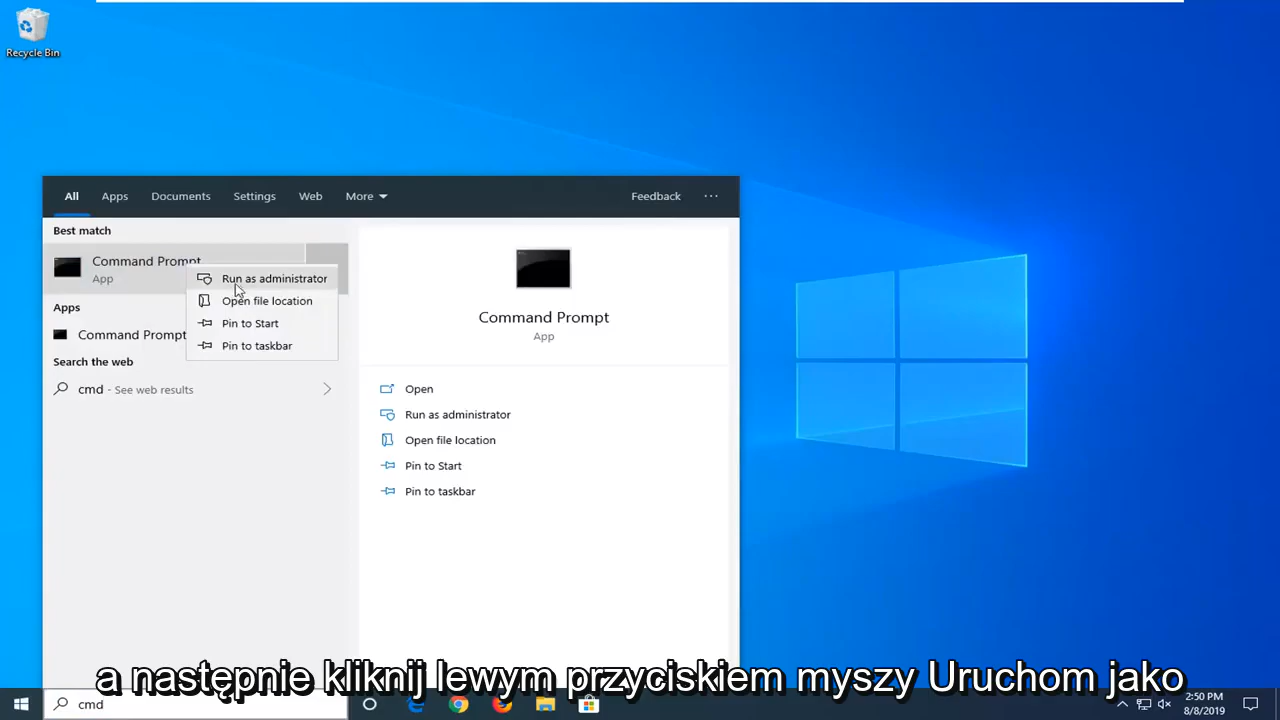 Recycle Bin
All Apps Documents Settings Web More Feedback ...
Best match
Command Prompt
App
Run as administrator
Open file location
Pin to Start
Pin to taskbar
Apps
Command Prompt
Search the web
cmd - See web results
Command Prompt
App
Open
Run as administrator
Open file location
Pin to Start
Pin to taskbar
a następnie kliknij lewym przyciskiem myszy Uruchom jako
cmd
2:50 PM
8/8/2019